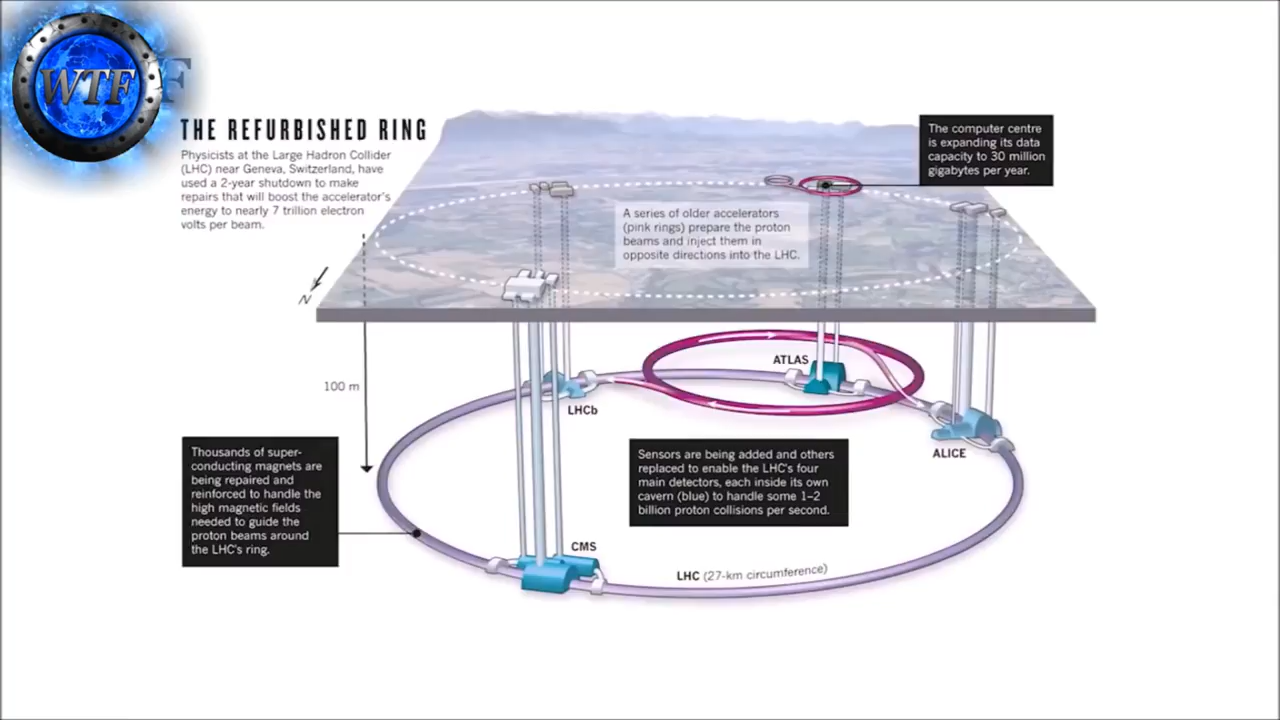 WTF
F
THE REFURBISHED RING
Physicists at the Large Hadron Collider
(LHC) near Geneva, Switzerland, have
used a 2-year shutdown to make
repairs that will boost the accelerator's
energy to nearly 7 trillion electron
volts per beam.
The computer centre
is expanding its data
capacity to 30 million
gigabytes per year.
A series of older accelerators
(pink rings) prepare the proton
beams and inject them in
opposite directions into the LHC.
N
100 m
ATLAS
LHCb
ALICE
Thousands of super-
conducting magnets are
being repaired and
reinforced to handle the
high magnetic fields
needed to guide the
proton beams around
the LHC's ring.
Sensors are being added and others
replaced to enable the LHC's four
main detectors, each inside its own
cavern (blue) to handle some 1–2
billion proton collisions per second.
CMS
LHC (27-km circumference)